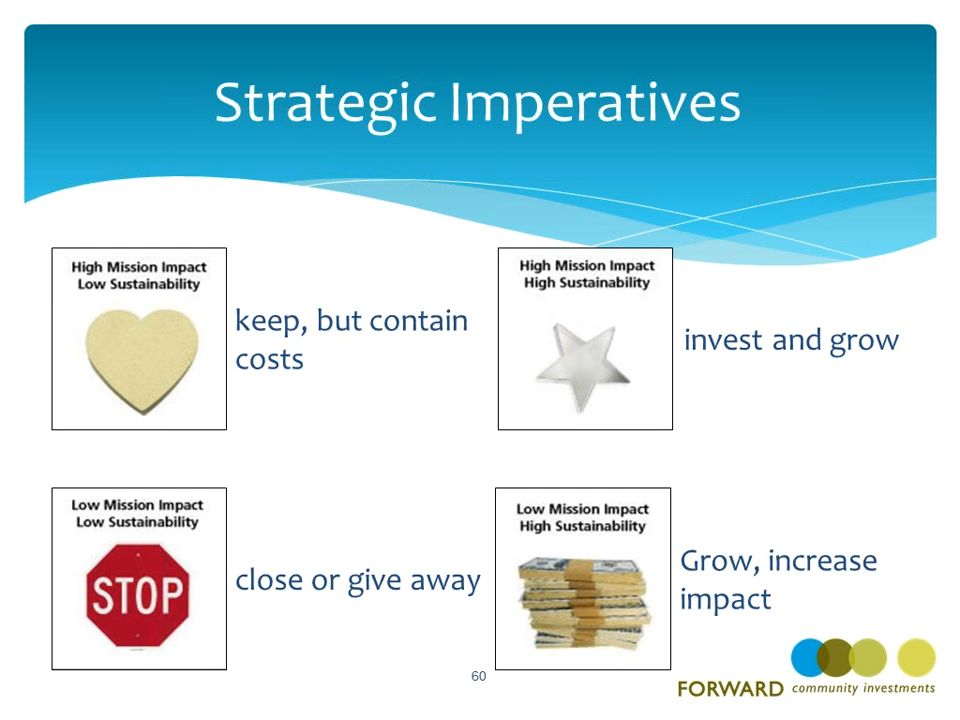 Strategic Imperatives
High Mission Impact
Low Sustainability
keep, but contain
costs
High Mission Impact
High Sustainability
invest and grow
Low Mission Impact
Low Sustainability
STOP
close or give away
Low Mission Impact
High Sustainability
Grow, increase
impact
60
FORWARD community investments